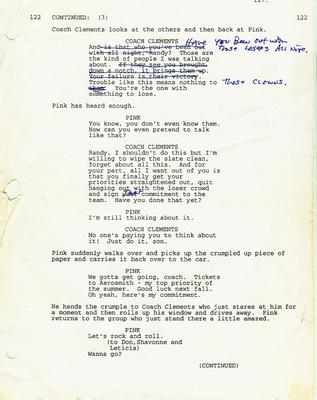 127.
122 CONTINUED: (3) 122
Coach Clements looks at the others and then back at Pink.
COACH CLEMENTS
Have you been out with
And is that who you've been out
those losers all nite,
with all night, Randy? Those are
the kind of people I was talking
about. If they see you brought
down a notch, it brings them up.
Your failure is their victory.
Trouble like this means nothing to those clowns.
them. You're the one with
something to lose.
Pink has heard enough.
PINK
You know, you don't even know them.
How can you even pretend to talk
like that?
COACH CLEMENTS
Randy, I shouldn't do this but I'm
willing to wipe the slate clean,
forget about all this. And for
your part, all I want out of you is
that you finally get your
priorities straightened out, quit
hanging out with the loser crowd
and sign your commitment to the
team. Have you done that yet?
PINK
I'm still thinking about it.
COACH CLEMENTS
No one's paying you to think about
it! Just do it, son.
Pink suddenly walks over and picks up the crumpled up piece of
paper and carries it back over to the car.
PINK
We gotta get going, coach. Tickets
to Aerosmith - my top priority of
the summer. Good luck next fall.
Oh yeah, here's my commitment.
He hands the crumple to Coach Clements who just stares at him for
a moment and then rolls up his window and drives away. Pink
returns to the group who just stand there a little amazed.
PINK
Let's rock and roll.
(to Don, Shavonne and
Leticia)
Wanna go?
(CONTINUED)